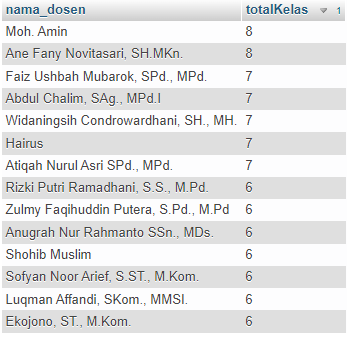 nama_dosen totalKelas 1
Moh. Amin 8
Ane Fany Novitasari, SH.MKn. 8
Faiz Ushbah Mubarok, SPd., MPd. 7
Abdul Chalim, SAg., MPd.I 7
Widaningsih Condrowardhani, SH., MH. 7
Hairus 7
Atiqah Nurul Asri SPd., MPd. 7
Rizki Putri Ramadhani, S.S., M.Pd. 6
Zulmy Faqihuddin Putera, S.Pd., M.Pd 6
Anugrah Nur Rahmanto SSn., MDs. 6
Shohib Muslim 6
Sofyan Noor Arief, S.ST., M.Kom. 6
Luqman Affandi, SKom., MMSI. 6
Ekojono, ST., M.Kom. 6